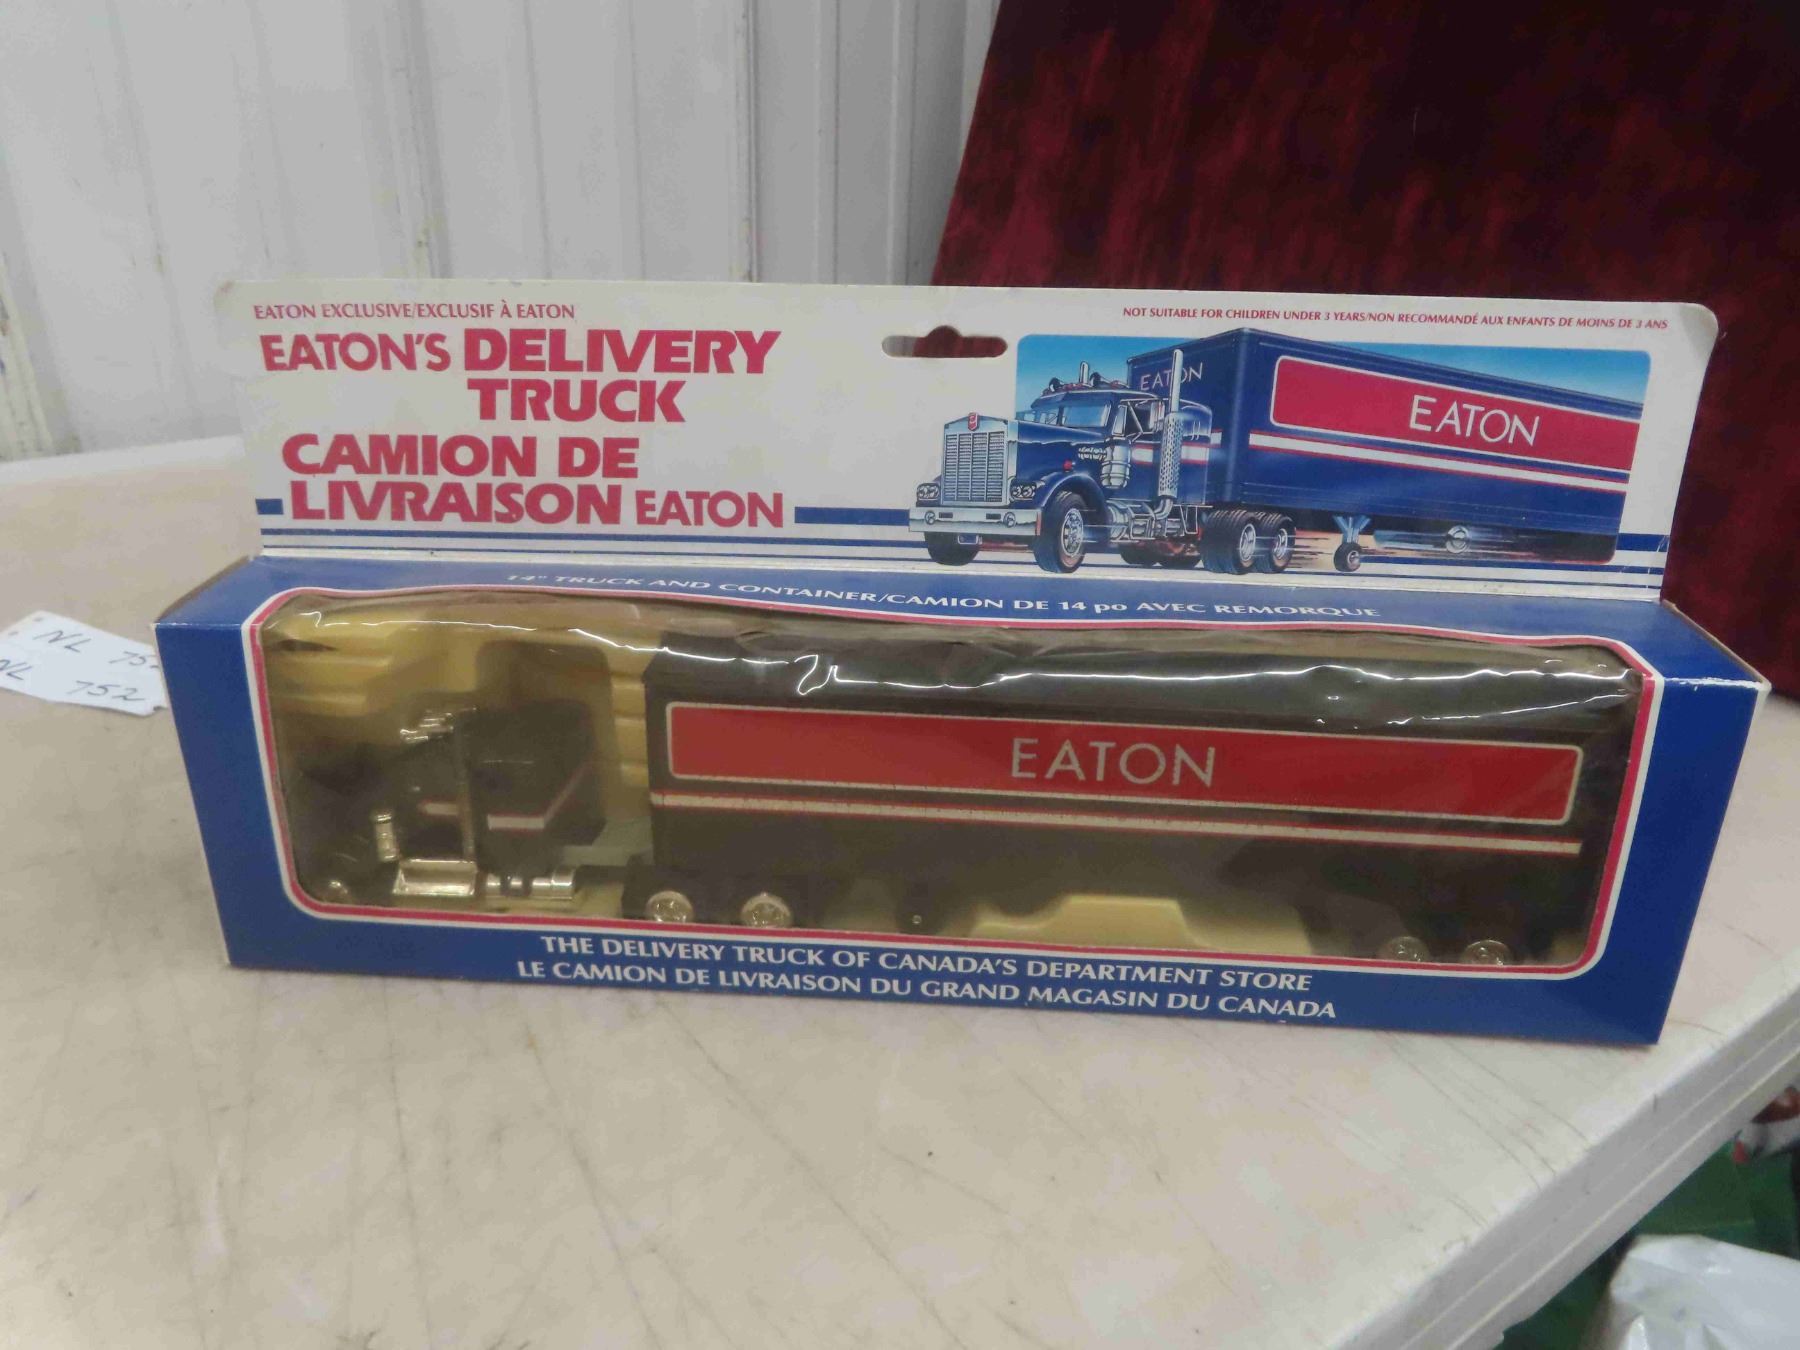 EATON EXCLUSIVE/EXCLUSIF À EATON
NOT SUITABLE FOR CHILDREN UNDER 3 YEARS/NON RECOMMANDÉ AUX ENFANTS DE MOINS DE 3 ANS
EATON'S DELIVERY
TRUCK
CAMION DE
LIVRAISON EATON
EATON
EATON
14" TRUCK AND CONTAINER/CAMION DE 14 po AVEC REMORQUE
EATON
THE DELIVERY TRUCK OF CANADA'S DEPARTMENT STORE
LE CAMION DE LIVRAISON DU GRAND MAGASIN DU CANADA
NL
NL 752